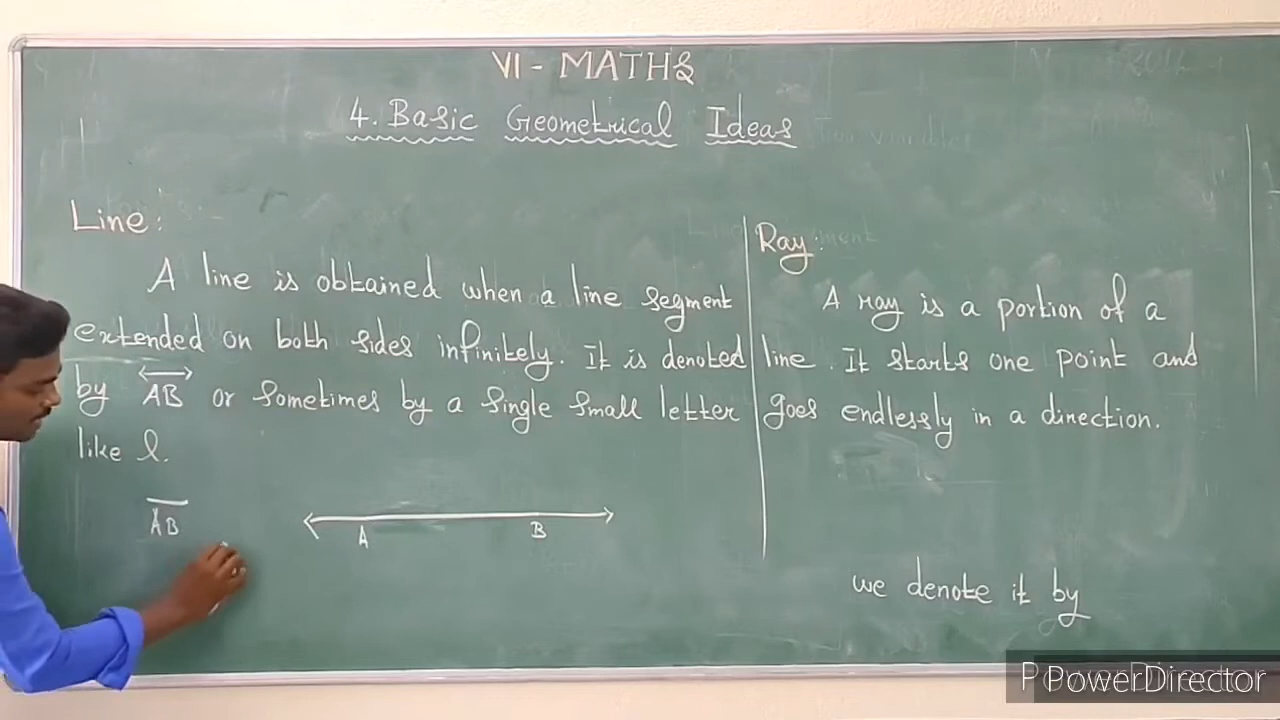 VI - MATHS
4. Basic Geometrical Ideas
Line:
A line is obtained when a line segment
extended on both sides infinitely. It is denoted
by AB or sometimes by a single small letter
like l.
AB
A B
Ray:
A ray is a portion of a
line. It starts one point and
goes endlessly in a direction.
we denote it by
PowerDirector